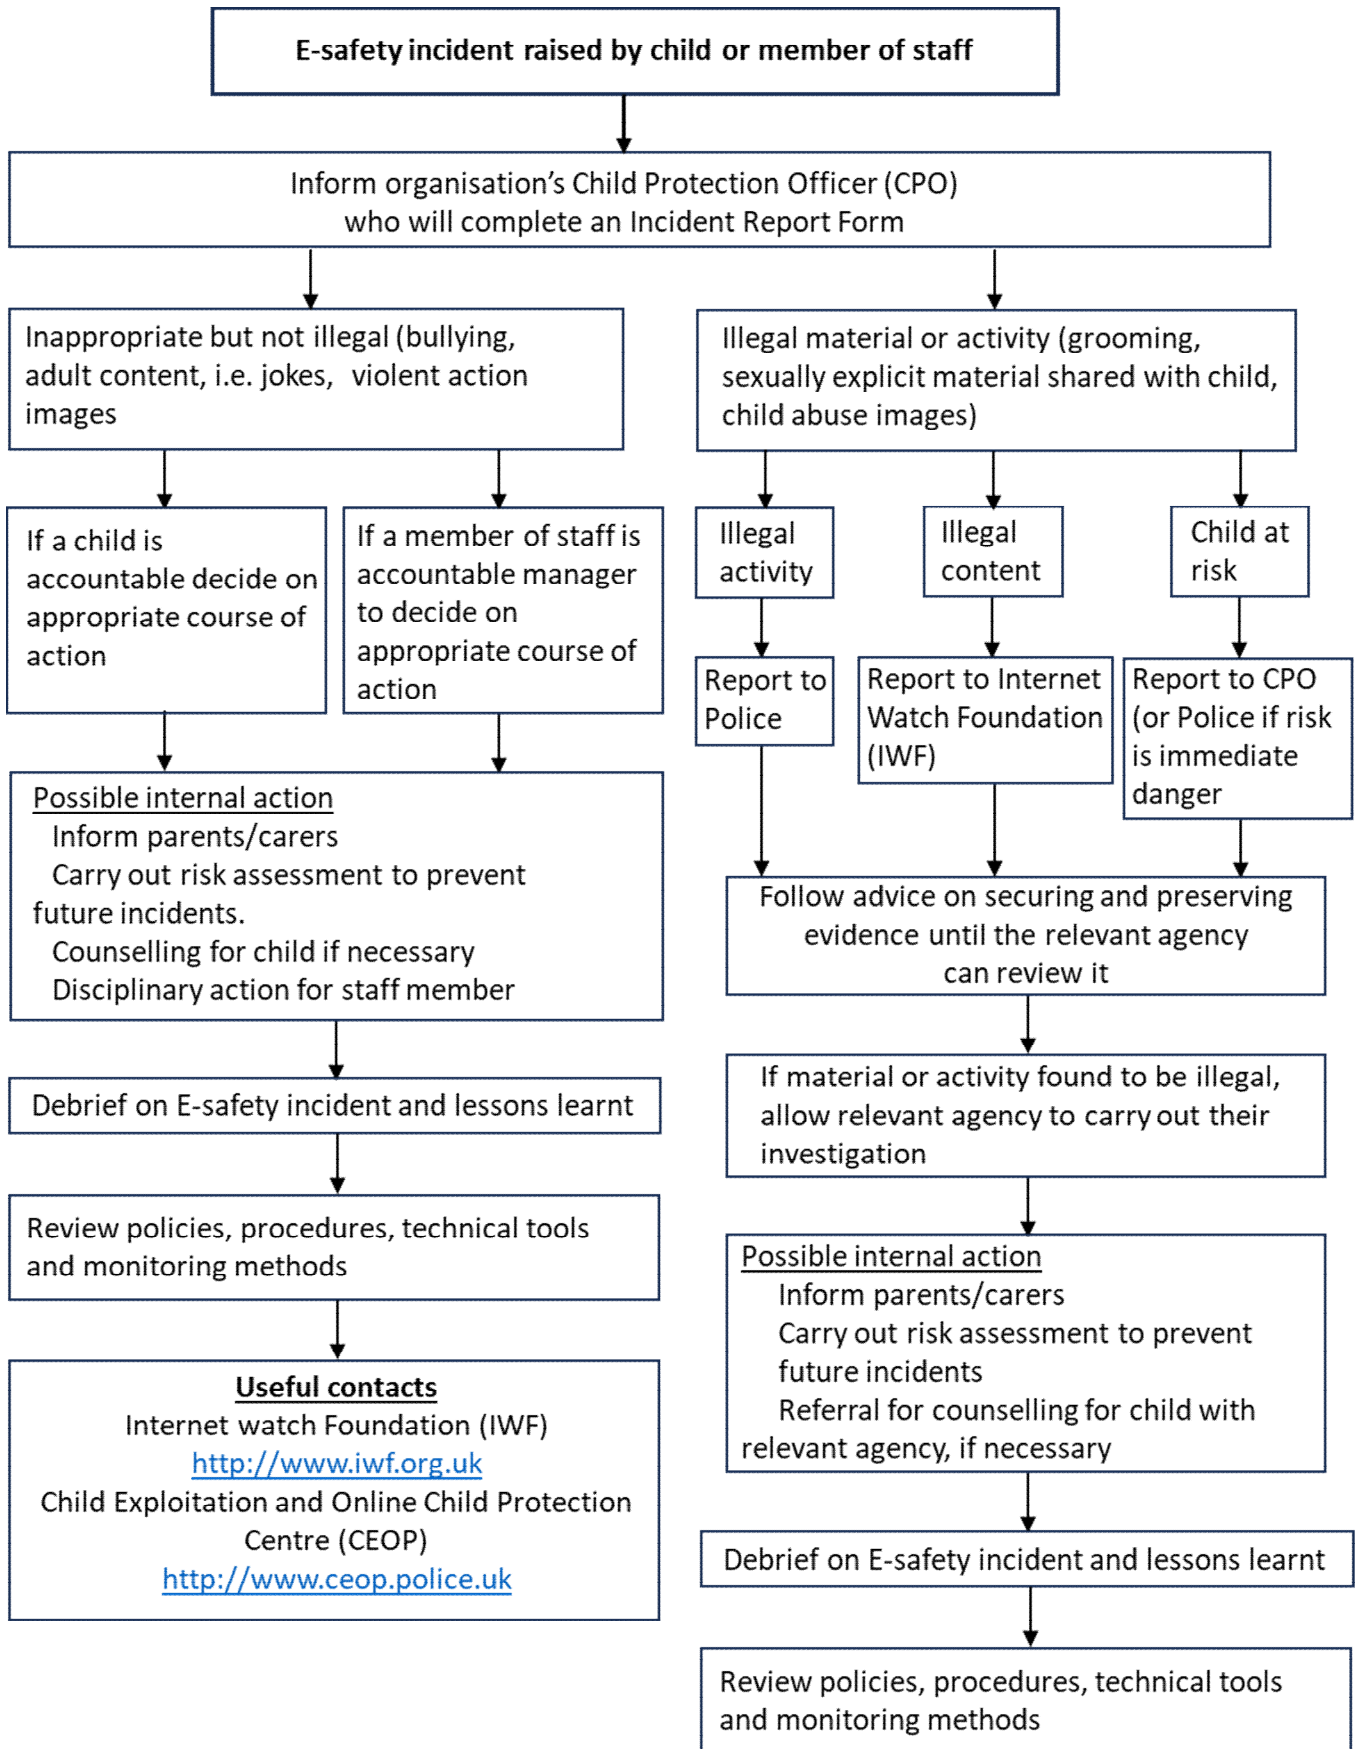 E-safety incident raised by child or member of staff
Inform organisation's Child Protection Officer (CPO)
who will complete an Incident Report Form
Inappropriate but not illegal (bullying,
adult content, i.e. jokes, violent action
images
Illegal material or activity (grooming,
sexually explicit material shared with child,
child abuse images)
If a child is
accountable decide on
appropriate course of
action
If a member of staff is
accountable manager
to decide on
appropriate course of
action
Illegal
activity
Illegal
content
Child at
risk
Report to
Police
Report to Internet
Watch Foundation
(IWF)
Report to CPO
(or Police if risk
is immediate
danger
Possible internal action
Inform parents/carers
Carry out risk assessment to prevent
future incidents.
Counselling for child if necessary
Disciplinary action for staff member
Follow advice on securing and preserving
evidence until the relevant agency
can review it
Debrief on E-safety incident and lessons learnt
If material or activity found to be illegal,
allow relevant agency to carry out their
investigation
Review policies, procedures, technical tools
and monitoring methods
Possible internal action
Inform parents/carers
Carry out risk assessment to prevent
future incidents
Referral for counselling for child with
relevant agency, if necessary
Useful contacts
Internet watch Foundation (IWF)
http://www.iwf.org.uk
Child Exploitation and Online Child Protection
Centre (CEOP)
http://www.ceop.police.uk
Debrief on E-safety incident and lessons learnt
Review policies, procedures, technical tools
and monitoring methods